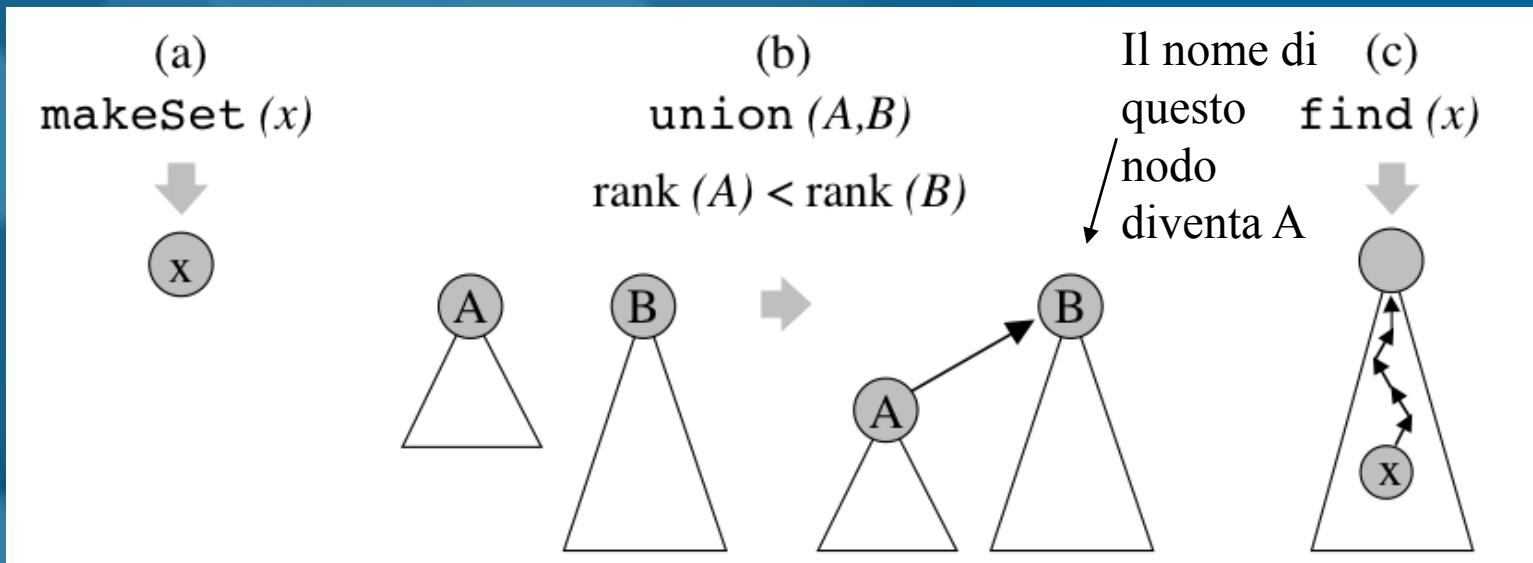 (a)
makeSet (x)
x
(b)
union (A,B)
rank (A) < rank (B)
A
B
A
B
Il nome di
questo
nodo
diventa A
(c)
find (x)
x